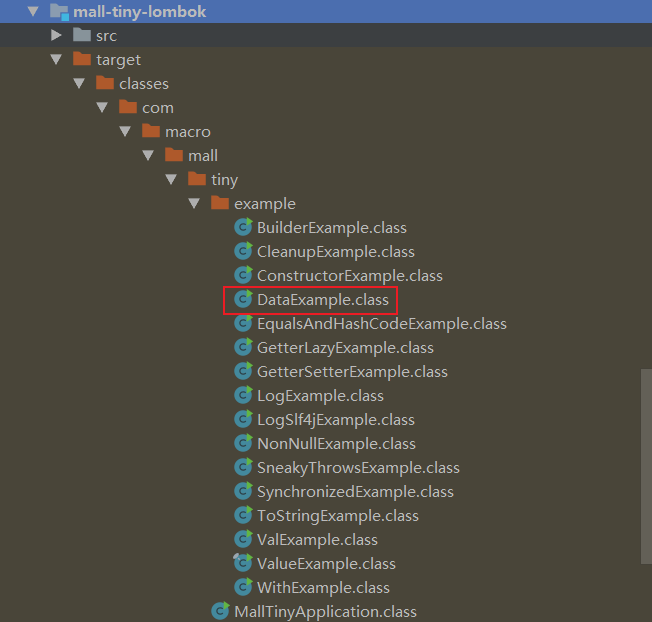 mall-tiny-lombok
src
target
classes
com
macro
mall
tiny
example
BuilderExample.class
CleanupExample.class
ConstructorExample.class
DataExample.class
EqualsAndHashCodeExample.class
GetterLazyExample.class
GetterSetterExample.class
LogExample.class
LogSlf4jExample.class
NonNullExample.class
SneakyThrowsExample.class
SynchronizedExample.class
ToStringExample.class
ValExample.class
ValueExample.class
WithExample.class
MallTinyApplication.class